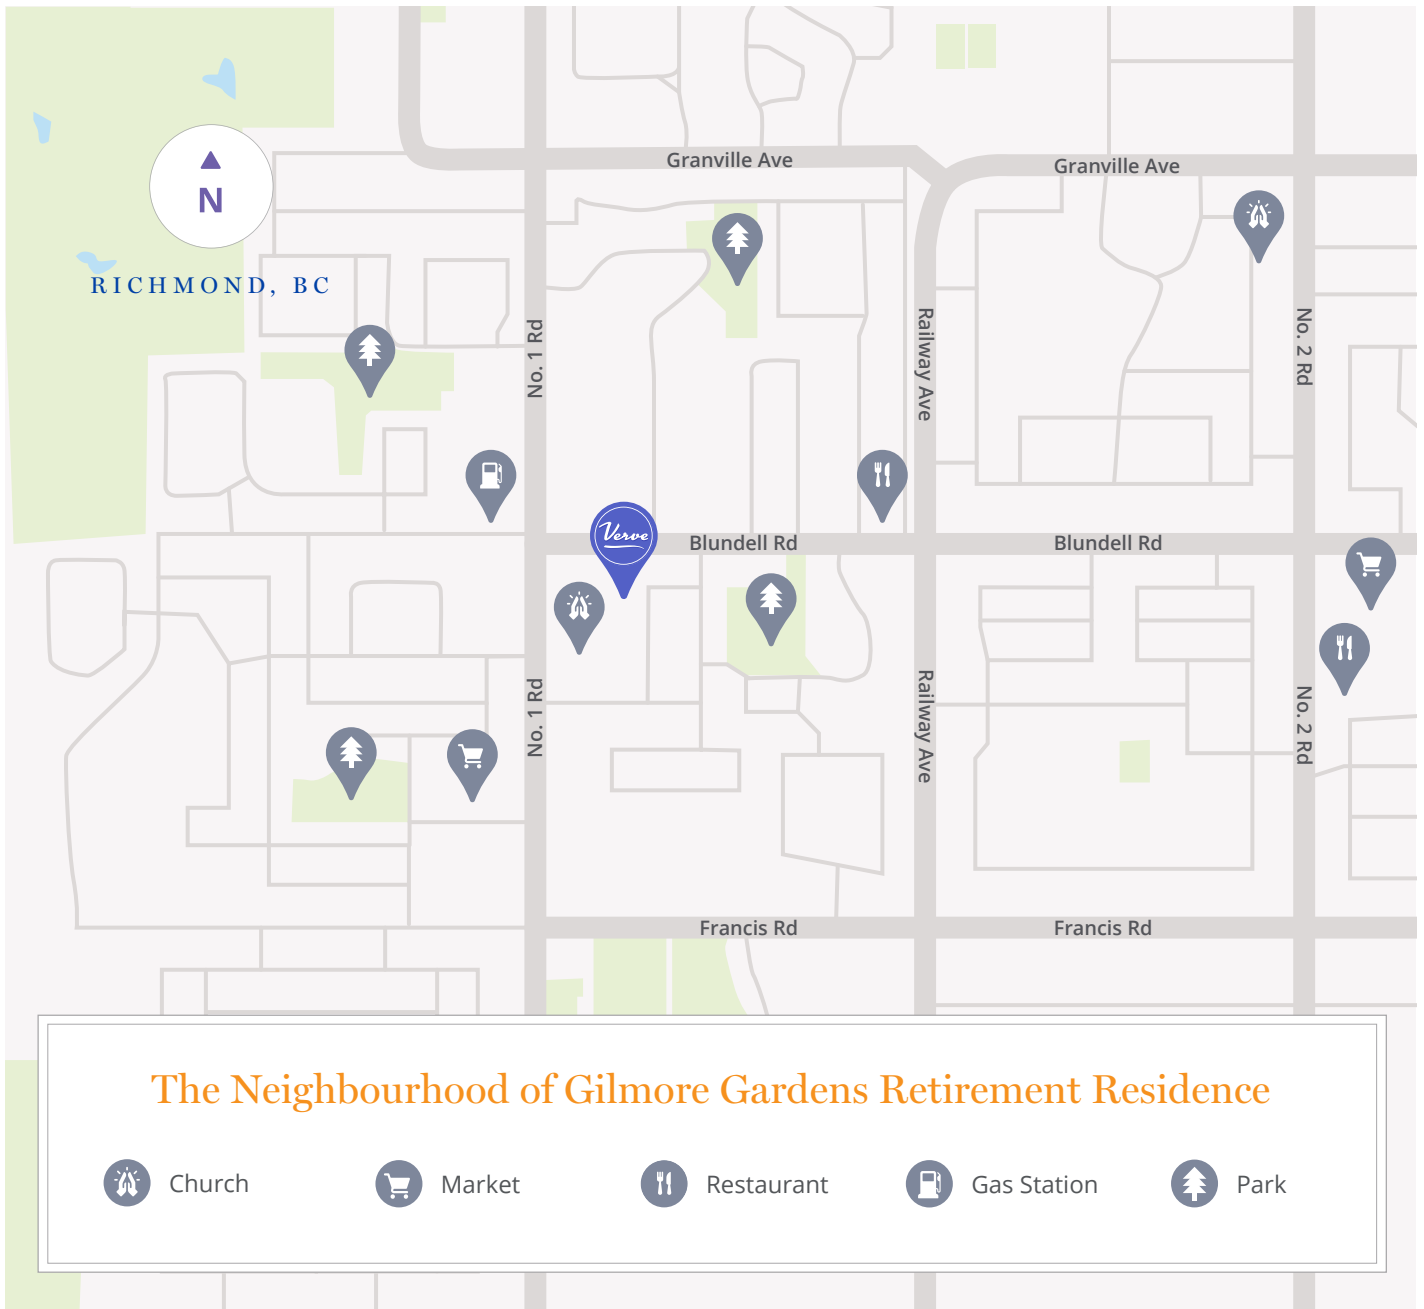 Granville Ave
Granville Ave
N
RICHMOND, BC
No. 1 Rd
Railway Ave
No. 2 Rd
Verve
Blundell Rd
Blundell Rd
No. 1 Rd
Railway Ave
No. 2 Rd
Francis Rd
Francis Rd
The Neighbourhood of Gilmore Gardens Retirement Residence
Church
Market
Restaurant
Gas Station
Park